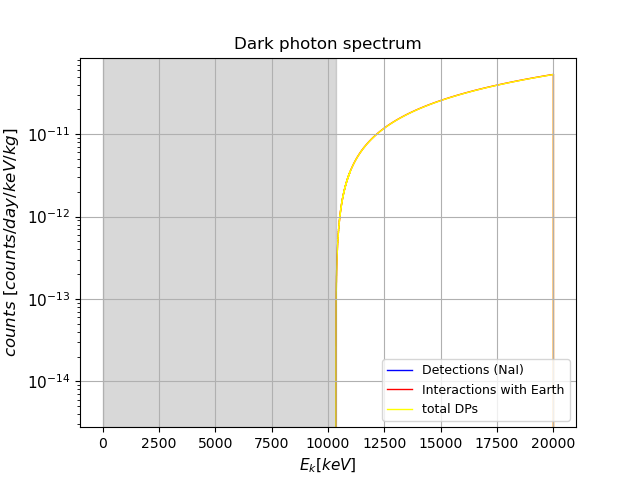 Dark photon spectrum
counts [counts/day/keV/kg]
10⁻¹¹
10⁻¹²
10⁻¹³
10⁻¹⁴
Detections (NaI)
Interactions with Earth
total DPs
0 2500 5000 7500 10000 12500 15000 17500 20000
Eₖ[keV]